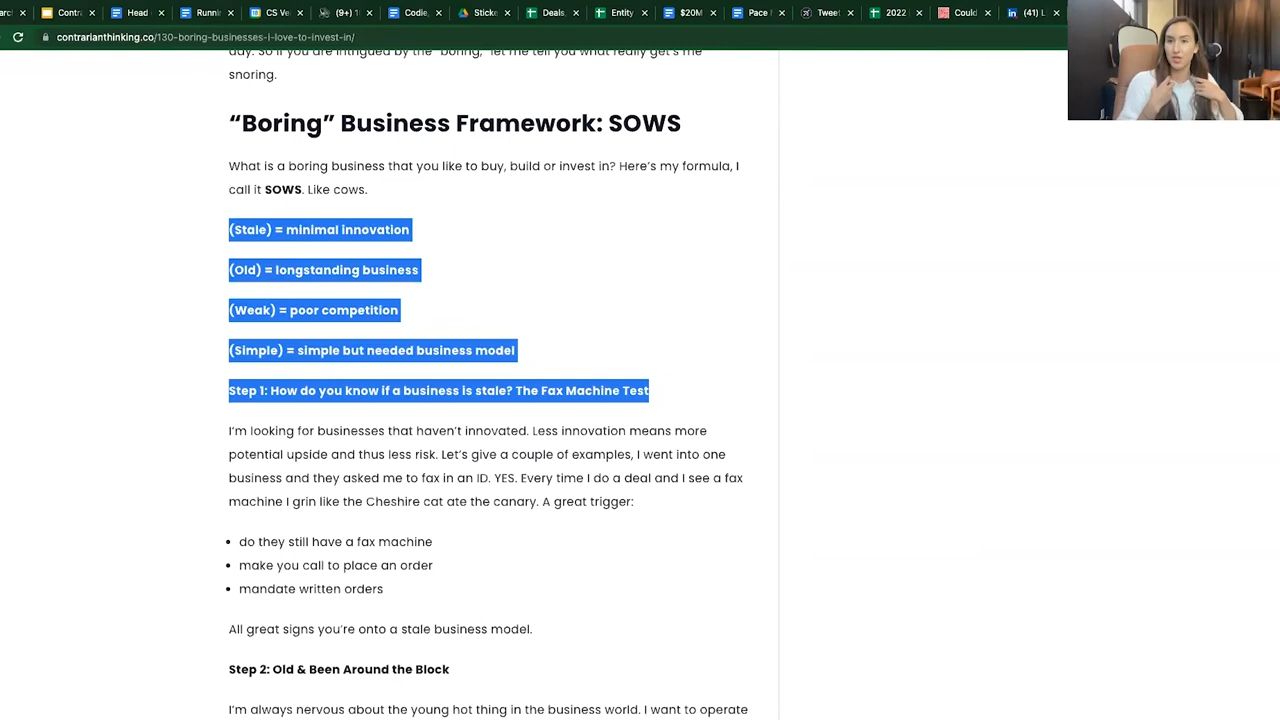 arch
Contra
Head
Runnin
CS Ve
(9+) 1
Code,
Sticke
Deals,
Entity
$20M
Pace F
Tweet
2022
Could
(41) L
contrarianthinking.co/130-boring-businesses-i-love-to-invest-in/
day. So if you are intrigued by the “boring,” let me tell you what really get’s me
snoring.
“Boring” Business Framework: SOWS
What is a boring business that you like to buy, build or invest in? Here’s my formula, I
call it SOWS. Like cows.
(Stale) = minimal innovation
(Old) = longstanding business
(Weak) = poor competition
(Simple) = simple but needed business model
Step 1: How do you know if a business is stale? The Fax Machine Test
I’m looking for businesses that haven’t innovated. Less innovation means more
potential upside and thus less risk. Let’s give a couple of examples, I went into one
business and they asked me to fax in an ID. YES. Every time I do a deal and I see a fax
machine I grin like the Cheshire cat ate the canary. A great trigger:
do they still have a fax machine
make you call to place an order
mandate written orders
All great signs you’re onto a stale business model.
Step 2: Old & Been Around the Block
I’m always nervous about the young hot thing in the business world. I want to operate